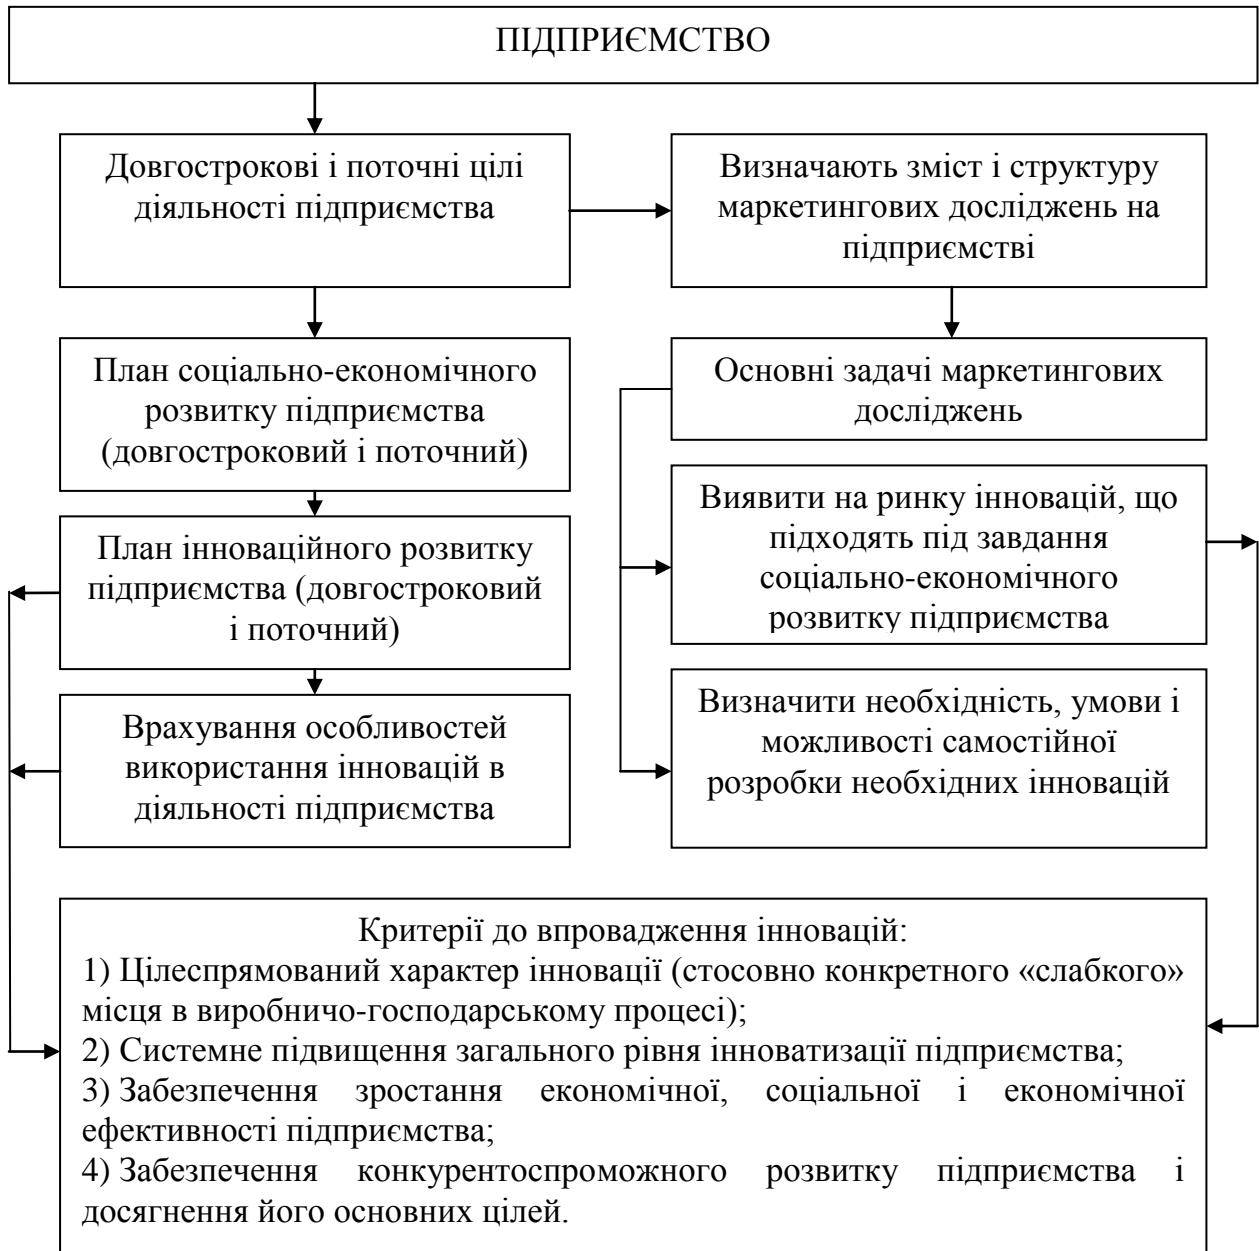 ПІДПРИЄМСТВО
Довгострокові і поточні цілі
діяльності підприємства
Визначають зміст і структуру
маркетингових досліджень на
підприємстві
План соціально-економічного
розвитку підприємства
(довгостроковий і поточний)
Основні задачі маркетингових
досліджень
План інноваційного розвитку
підприємства (довгостроковий
і поточний)
Виявити на ринку інновацій, що
підходять під завдання
соціально-економічного
розвитку підприємства
Врахування особливостей
використання інновацій в
діяльності підприємства
Визначити необхідність, умови і
можливості самостійної
розробки необхідних інновацій
Критерії до впровадження інновацій:
1) Цілеспрямований характер інновації (стосовно конкретного «слабкого»
місця в виробничо-господарському процесі);
2) Системне підвищення загального рівня інноватизації підприємства;
3) Забезпечення зростання економічної, соціальної і економічної
ефективності підприємства;
4) Забезпечення конкурентоспроможного розвитку підприємства і
досягнення його основних цілей.